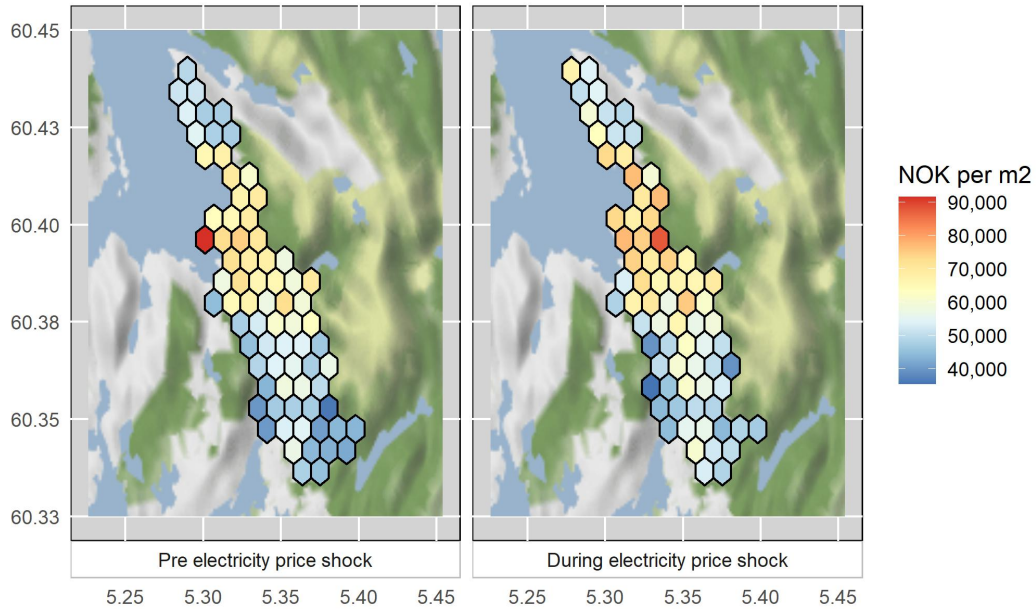 60.45
60.43
60.40
60.38
60.35
60.33
NOK per m2
90,000
80,000
70,000
60,000
50,000
40,000
Pre electricity price shock
During electricity price shock
5.25 5.30 5.35 5.40 5.45
5.25 5.30 5.35 5.40 5.45